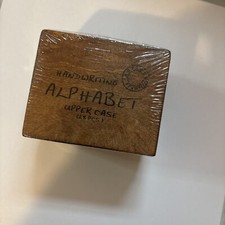 HANDWRITING
ALPHABET
UPPER CASE